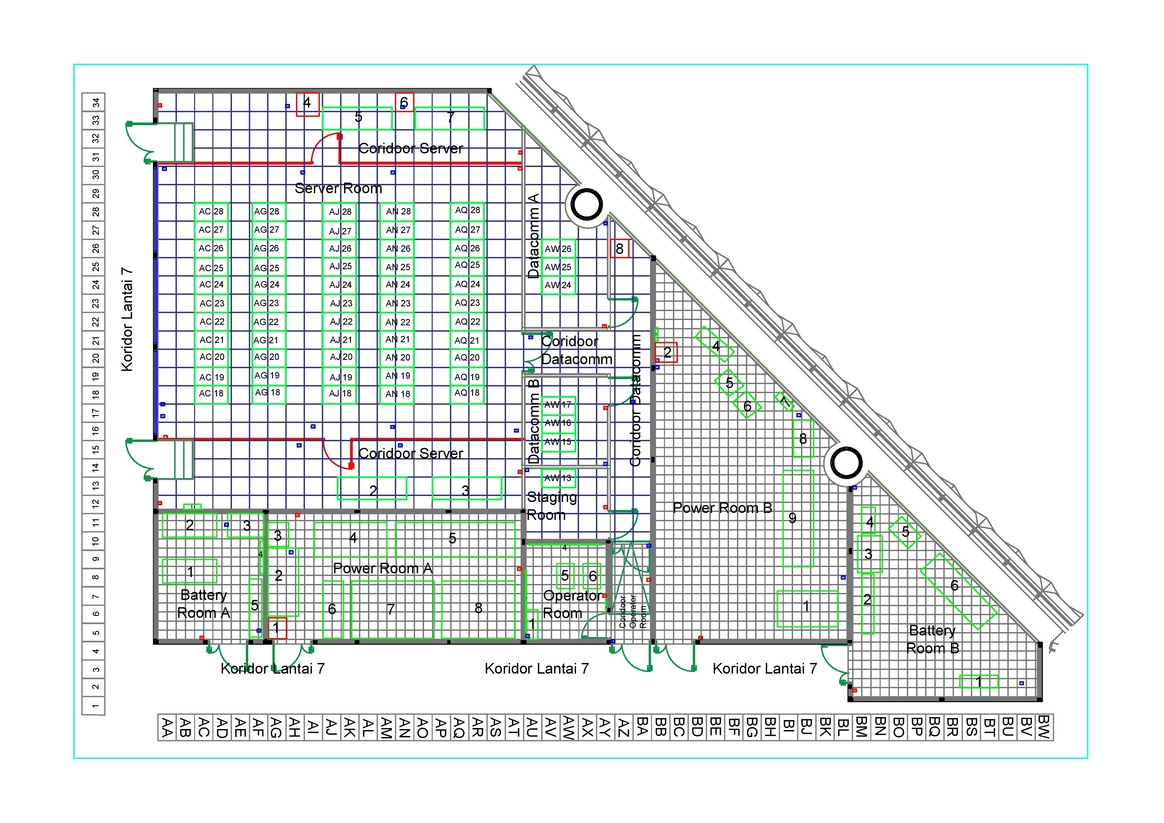 34
33
32
31
30
29
28
27
26
25
24
23
22
21
20
19
18
17
16
15
14
13
12
11
10
9
8
7
6
5
4
3
2
1
Koridor Lantai 7
4
6
5
7
Coridoor Server
Server Room
AC 28 AG 28 AJ 28 AN 28 AQ 28
AC 27 AG 27 AJ 27 AN 27 AQ 27
AC 26 AG 26 AJ 26 AN 26 AQ 26
AC 25 AG 25 AJ 25 AN 25 AQ 25
AC 24 AG 24 AJ 24 AN 24 AQ 24
AC 23 AG 23 AJ 23 AN 23 AQ 23
AC 22 AG 22 AJ 22 AN 22 AQ 22
AC 21 AG 21 AJ 21 AN 21 AQ 21
AC 20 AG 20 AJ 20 AN 20 AQ 20
AC 19 AG 19 AJ 19 AN 19 AQ 19
AC 18 AG 18 AJ 18 AN 18 AQ 18
Coridoor Server
2
3
Datacomm A
AW 26
AW 25
AW 24
8
Coridoor
Datacomm
Coridoor Datacomm
Datacomm B
AW 17
AW 16
AW 15
AW 13
Staging
Room
2
4
5
6
7
8
Power Room B
9
1
2
3
4
1
Battery
Room A
5
3
4
5
2
Power Room A
6
7
8
1
4
5
6
Operator
Room
1
Coridoor
Operator
Room
4
5
3
6
2
Battery
Room B
1
Koridor Lantai 7
Koridor Lantai 7
Koridor Lantai 7
AA AB AC AD AE AF AG AH AI AJ AK AL AM AN AO AP AQ AR AS AT AU AV AW AX AY AZ BA BB BC BD BE BF BG BH BI BJ BK BL BM BN BO BP BQ BR BS BT BU BV BW